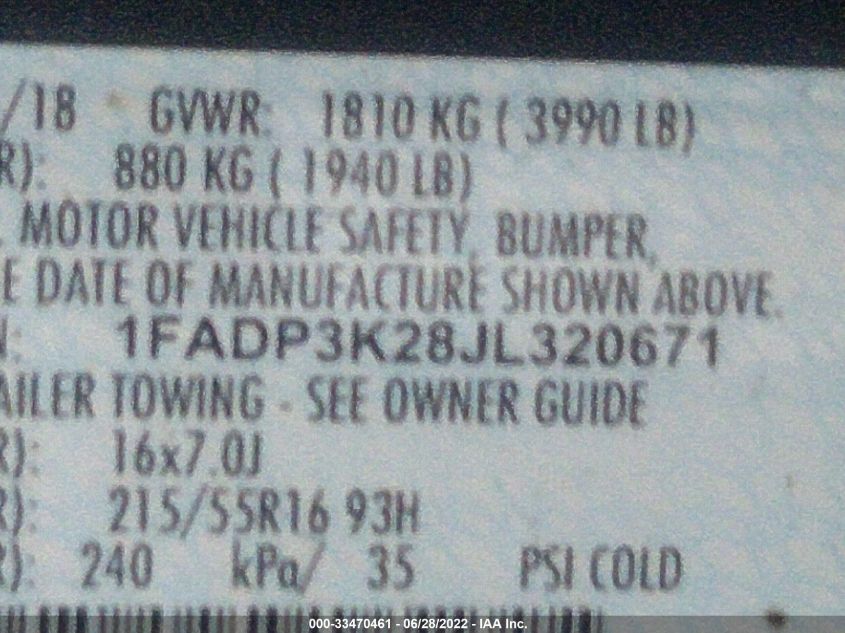 /18 GVWR: 1810 KG ( 3990 LB)
R): 880 KG ( 1940 LB)
MOTOR VEHICLE SAFETY, BUMPER,
E DATE OF MANUFACTURE SHOWN ABOVE.
N: 1FADP3K28JL320671
AILER TOWING - SEE OWNER GUIDE
R): 16x7.0J
R): 215/55R16 93H
R): 240 kPa/ 35 PSI COLD
000-33470461 - 06/28/2022 - IAA Inc.